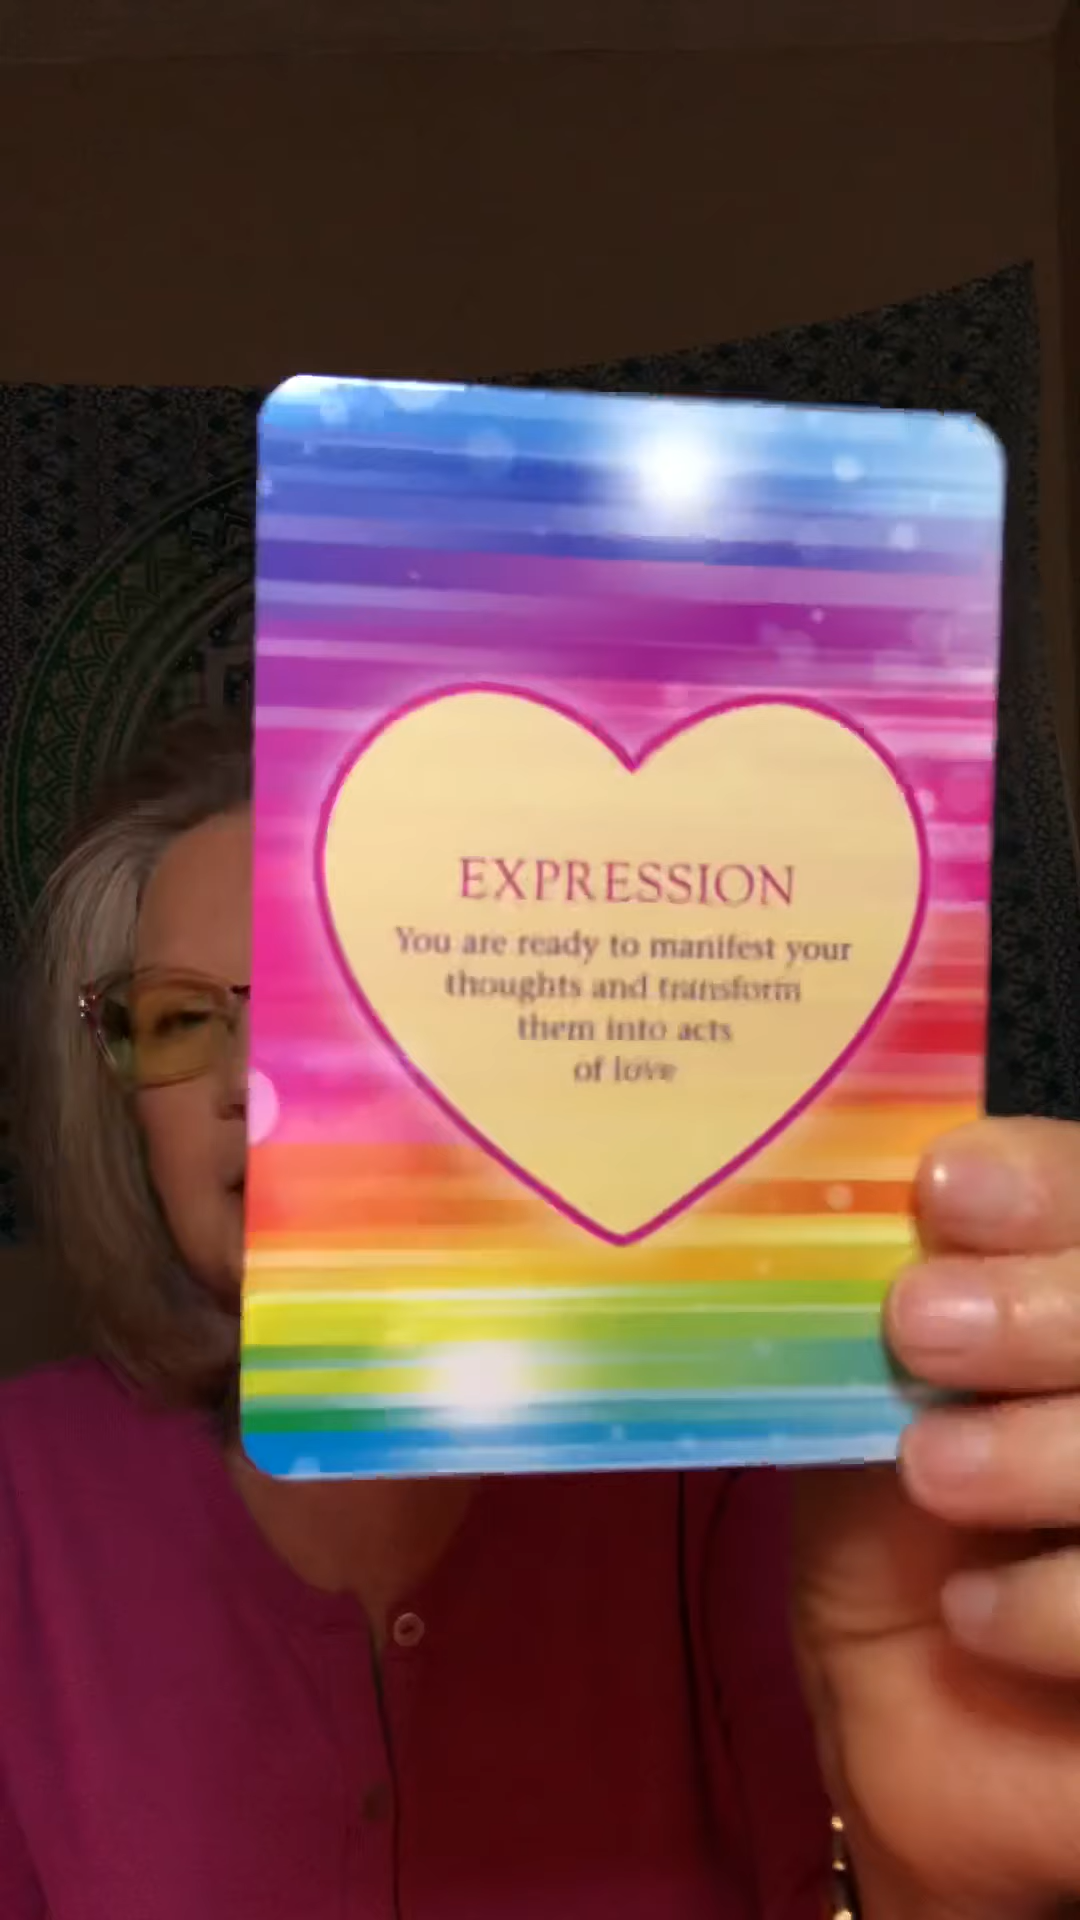 EXPRESSION
You are ready to manifest your
thoughts and transform
them into acts
of love